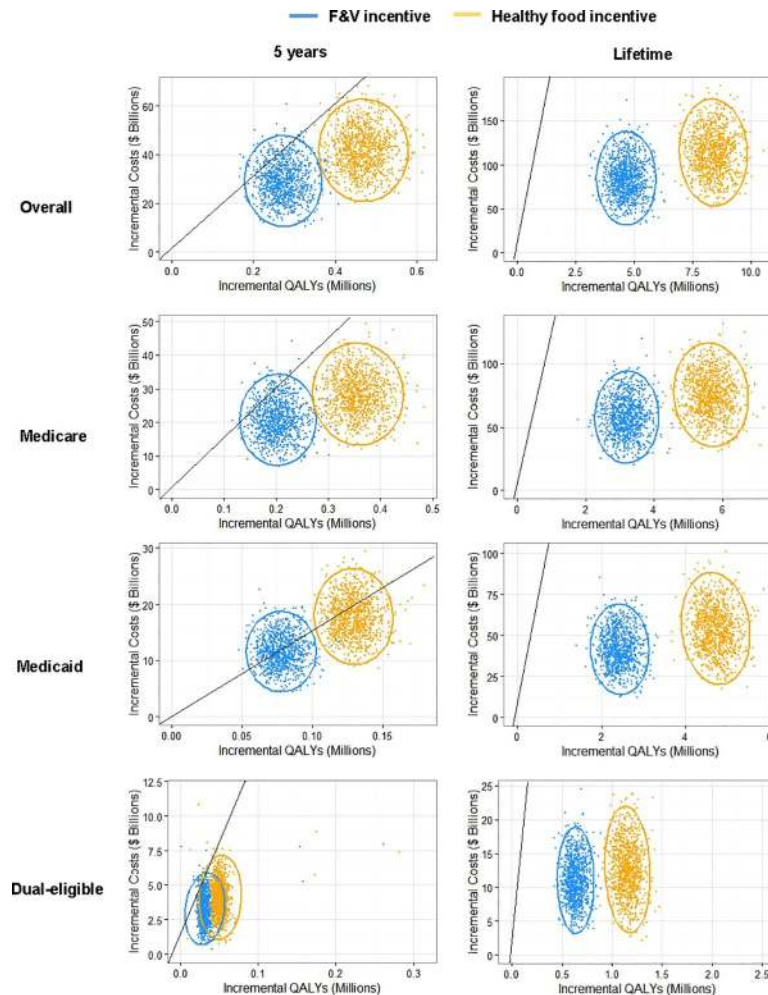 F&V incentive Healthy food incentive
5 years Lifetime
Overall
Incremental Costs ($ Billions)
60
40
20
0
0.0 0.2 0.4 0.6
Incremental QALYs (Millions)
Incremental Costs ($ Billions)
150
100
50
0
0.0 2.5 5.0 7.5 10.0
Incremental QALYs (Millions)
Medicare
Incremental Costs ($ Billions)
50
40
30
20
10
0
0.0 0.1 0.2 0.3 0.4 0.5
Incremental QALYs (Millions)
Incremental Costs ($ Billions)
100
50
0
0 2 4 6
Incremental QALYs (Millions)
Medicaid
Incremental Costs ($ Billions)
30
20
10
0
0.00 0.05 0.10 0.15
Incremental QALYs (Millions)
Incremental Costs ($ Billions)
100
75
50
25
0
0 2 4 6
Incremental QALYs (Millions)
Dual-eligible
Incremental Costs ($ Billions)
12.5
10.0
7.5
5.0
2.5
0.0
0.0 0.1 0.2 0.3
Incremental QALYs (Millions)
Incremental Costs ($ Billions)
25
20
15
10
5
0
0.0 0.5 1.0 1.5 2.0 2.5
Incremental QALYs (Millions)